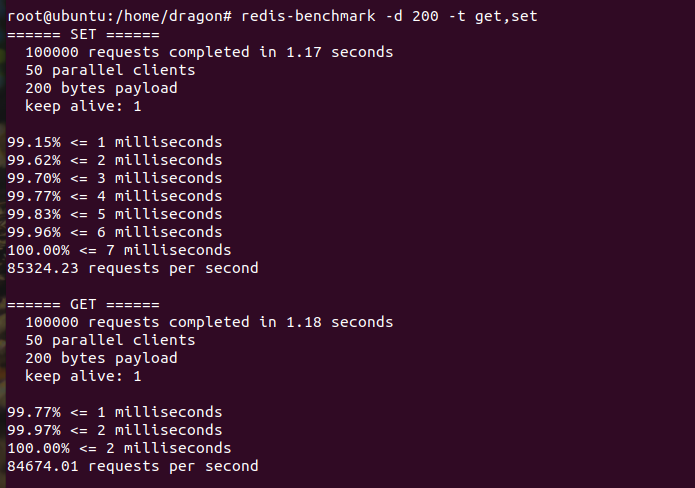 root@ubuntu:/home/dragon# redis-benchmark -d 200 -t get,set
====== SET ======
  100000 requests completed in 1.17 seconds
  50 parallel clients
  200 bytes payload
  keep alive: 1

99.15% <= 1 milliseconds
99.62% <= 2 milliseconds
99.70% <= 3 milliseconds
99.77% <= 4 milliseconds
99.83% <= 5 milliseconds
99.96% <= 6 milliseconds
100.00% <= 7 milliseconds
85324.23 requests per second

====== GET ======
  100000 requests completed in 1.18 seconds
  50 parallel clients
  200 bytes payload
  keep alive: 1

99.77% <= 1 milliseconds
99.97% <= 2 milliseconds
100.00% <= 2 milliseconds
84674.01 requests per second